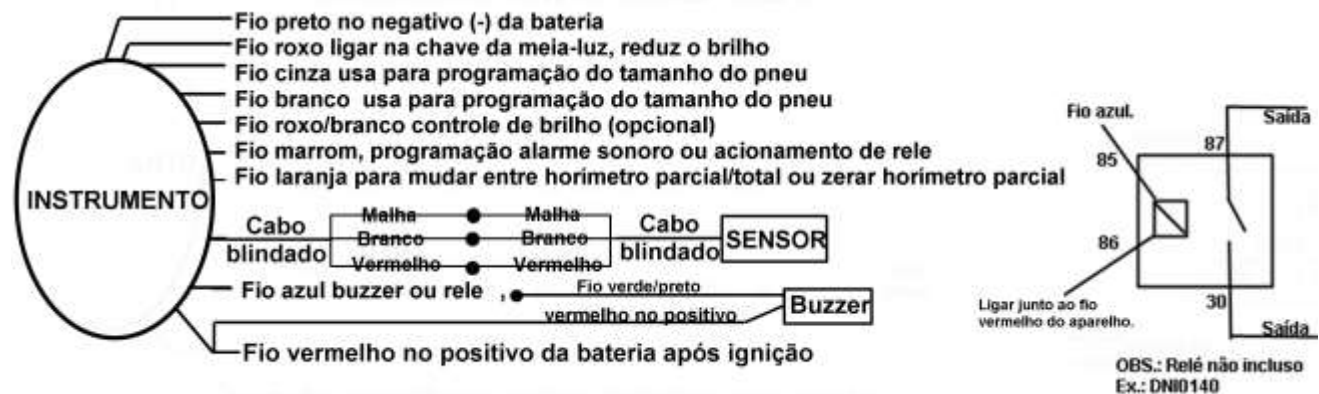 Fio preto no negativo (-) da bateria
Fio roxo ligar na chave da meia-luz, reduz o brilho
Fio cinza usa para programação do tamanho do pneu
Fio branco usa para programação do tamanho do pneu
Fio roxo/branco controle de brilho (opcional)
Fio marrom, programação alarme sonoro ou acionamento de rele
Fio laranja para mudar entre horímetro parcial/total ou zerar horímetro parcial
INSTRUMENTO
Cabo
blindado
Malha
Branco
Vermelho
Malha
Branco
Vermelho
Cabo
blindado
SENSOR
Fio azul buzzer ou rele ,
Fio verde/preto
vermelho no positivo
Buzzer
Fio vermelho no positivo da bateria após ignição
Fio azul.
85
87
Saída
86
30
Ligar junto ao fio
vermelho do aparelho.
Saída
OBS.: Relé não incluso
Ex.: DNI0140